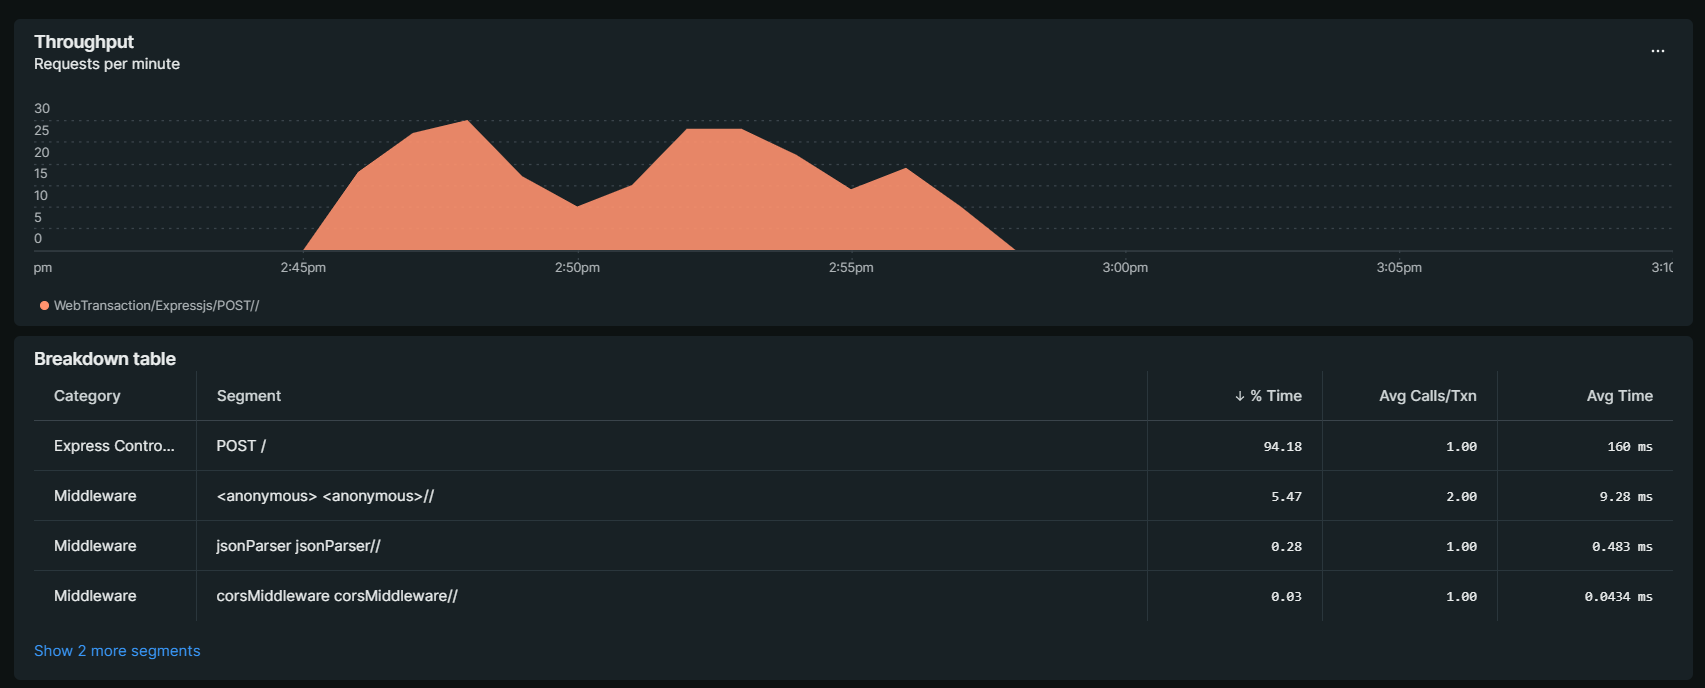 Throughput
Requests per minute
...
30
25
20
15
10
5
0
pm 2:45pm 2:50pm 2:55pm 3:00pm 3:05pm 3:10
WebTransaction/Expressjs/POST//
Breakdown table
Category Segment ↓ % Time Avg Calls/Txn Avg Time
Express Contro... POST / 94.18 1.00 160 ms
Middleware <anonymous> <anonymous>// 5.47 2.00 9.28 ms
Middleware jsonParser jsonParser// 0.28 1.00 0.483 ms
Middleware corsMiddleware corsMiddleware// 0.03 1.00 0.0434 ms
Show 2 more segments